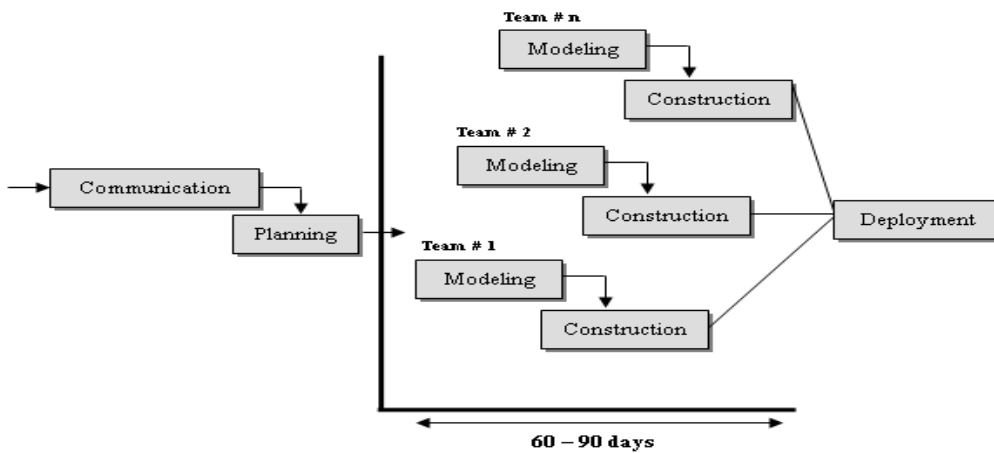 Team # n
Modeling
Construction
Team # 2
Modeling
Communication
Construction
Deployment
Planning
Team # 1
Modeling
Construction
60 – 90 days